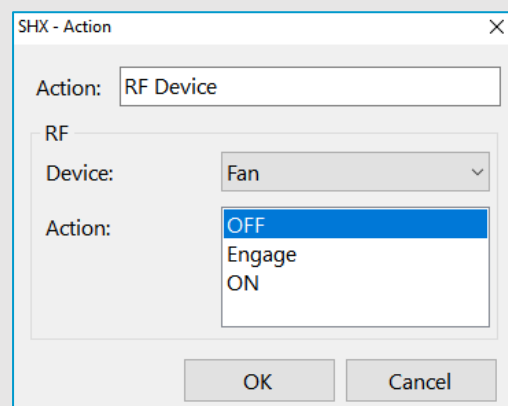 SHX - Action
Action: RF Device
RF
Device: Fan
Action: OFF
Engage
ON
OK Cancel